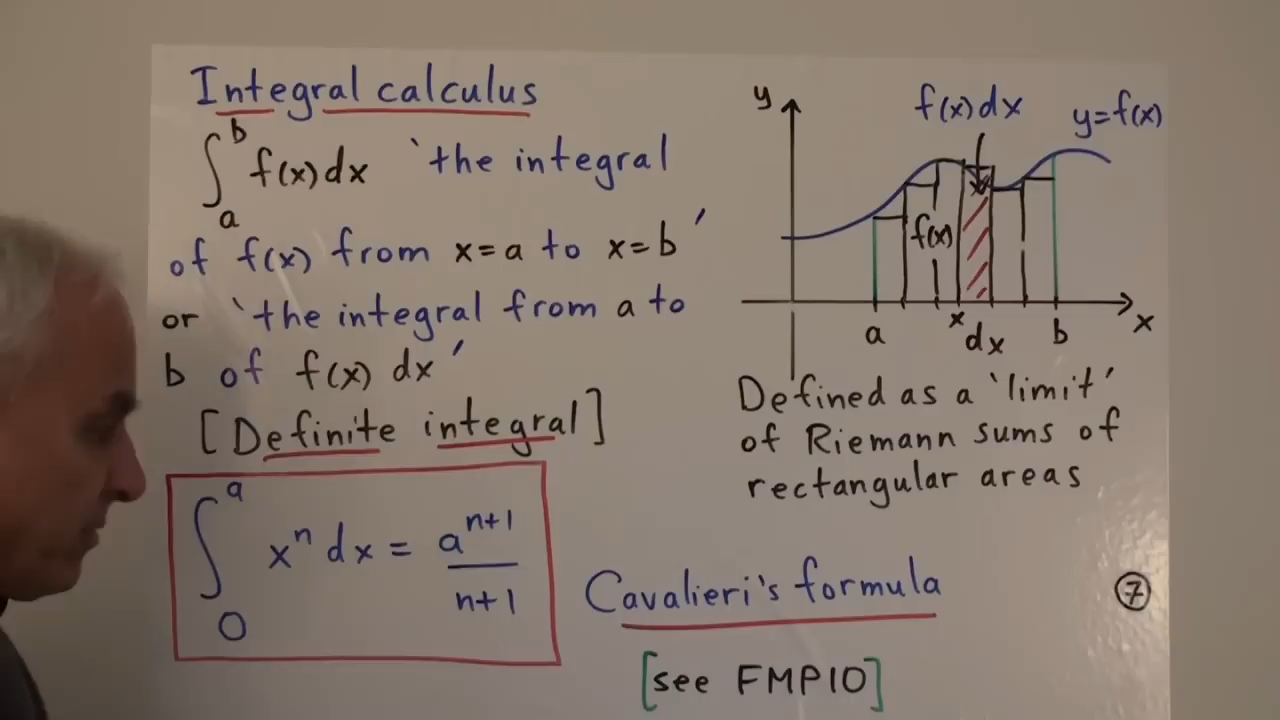 Integral calculus
∫_a^b f(x)dx 'the integral
of f(x) from x=a to x=b'
or 'the integral from a to
b of f(x) dx'
[Definite integral]
∫_0^a x^n dx = a^(n+1)/(n+1)
y
f(x)dx
y=f(x)
f(x)
a
x
dx
b
x
Defined as a 'limit'
of Riemann sums of
rectangular areas
Cavalieri's formula
7
[see FMP10]